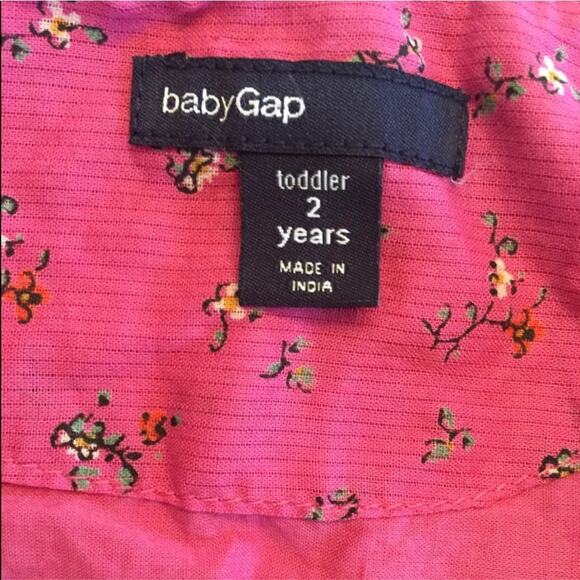 babyGap
toddler
2
years
MADE IN
INDIA